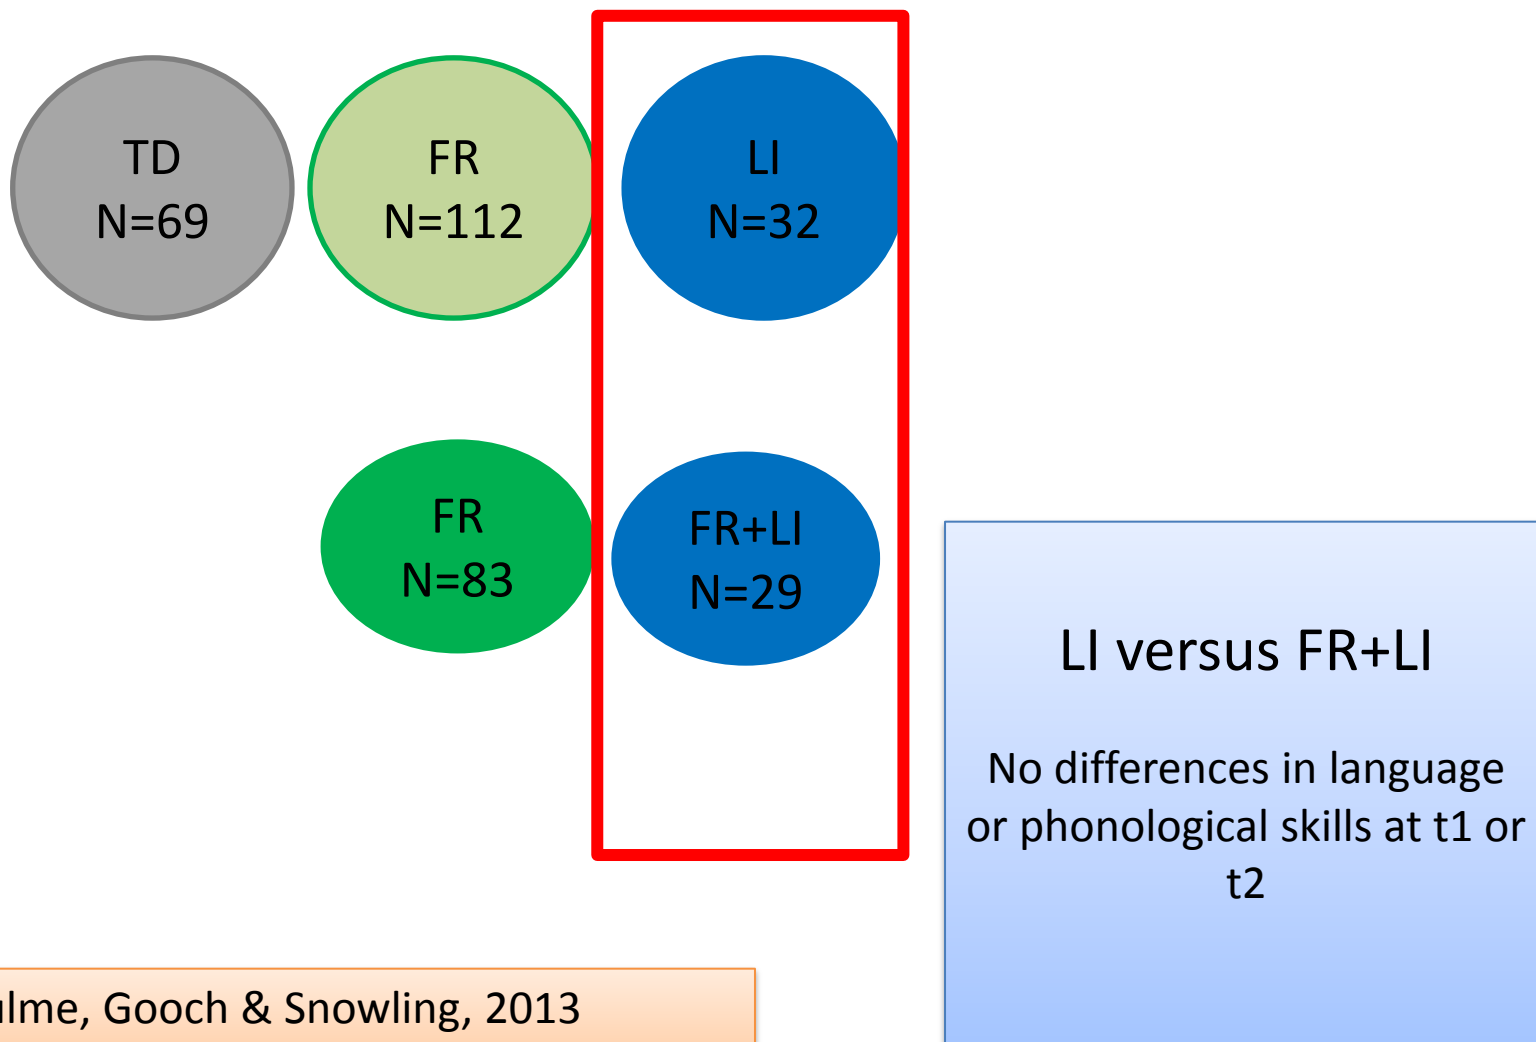 TD
N=69
FR
N=112
LI
N=32
FR
N=83
FR+LI
N=29
LI versus FR+LI
No differences in language
or phonological skills at t1 or
t2
Gooch & Snowling, 2013